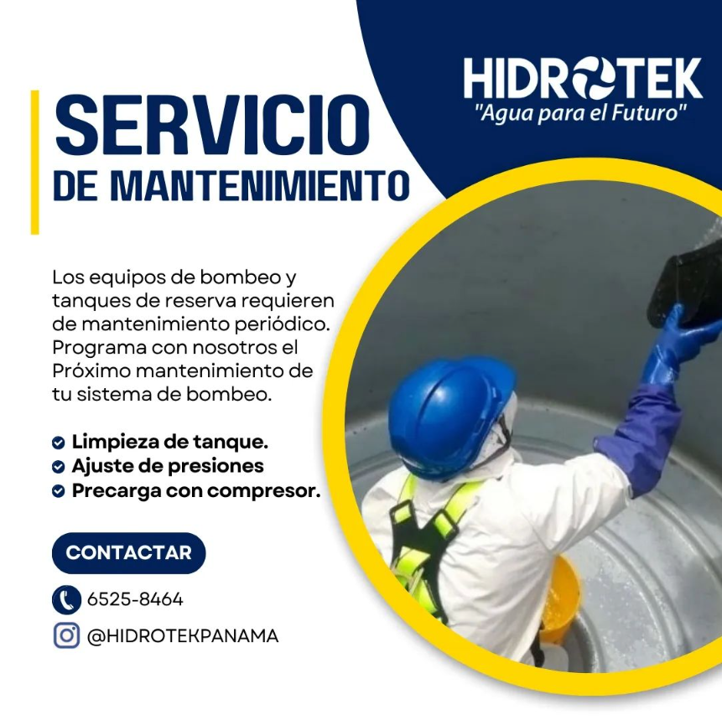 HIDROTEK
"Agua para el Futuro"
SERVICIO
DE MANTENIMIENTO
Los equipos de bombeo y
tanques de reserva requieren
de mantenimiento periódico.
Programa con nosotros el
Próximo mantenimiento de
tu sistema de bombeo.
Limpieza de tanque.
Ajuste de presiones
Precarga con compresor.
CONTACTAR
6525-8464
@HIDROTEKPANAMA